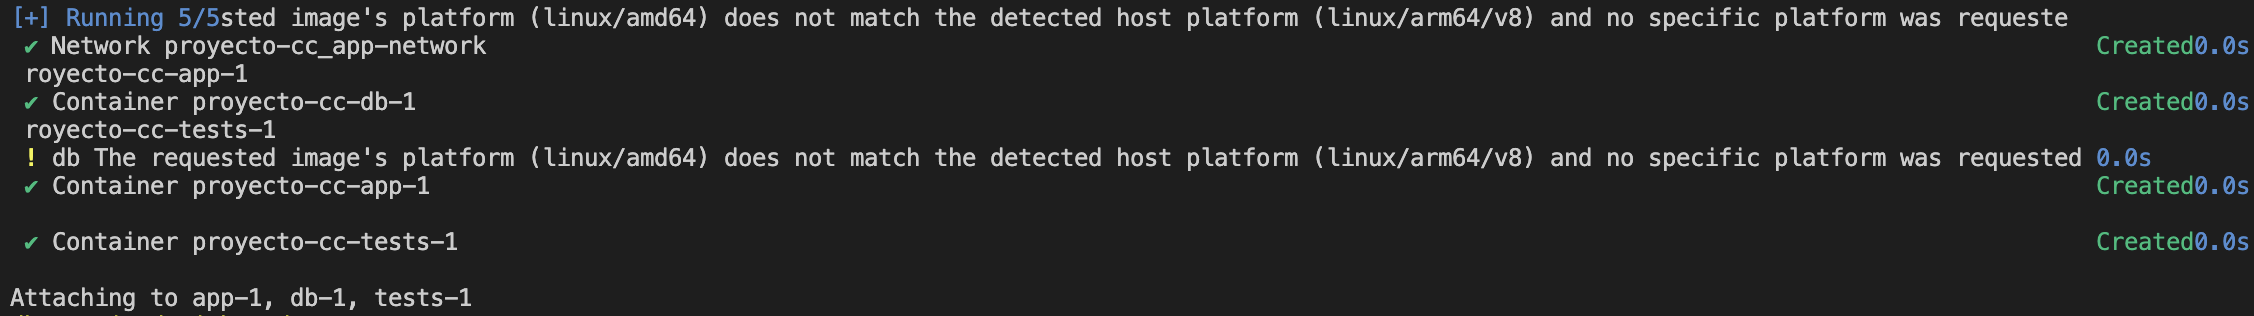 [+] Running 5/5sted image's platform (linux/amd64) does not match the detected host platform (linux/arm64/v8) and no specific platform was requeste
✔ Network proyecto-cc_app-network Created0.0s
royecto-cc-app-1
✔ Container proyecto-cc-db-1 Created0.0s
royecto-cc-tests-1
! db The requested image's platform (linux/amd64) does not match the detected host platform (linux/arm64/v8) and no specific platform was requested 0.0s
✔ Container proyecto-cc-app-1 Created0.0s
✔ Container proyecto-cc-tests-1 Created0.0s
Attaching to app-1, db-1, tests-1